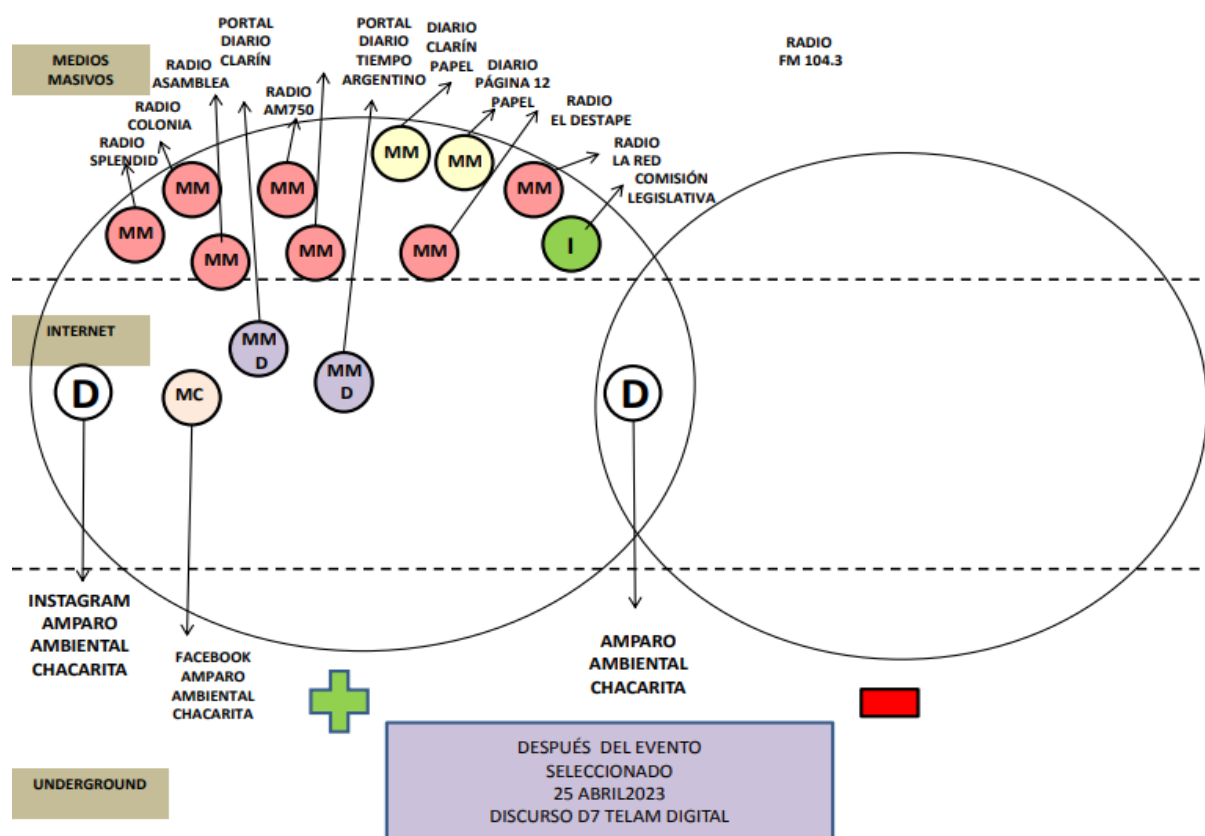 MEDIOS
MASIVOS
RADIO
SPLENDID
RADIO
COLONIA
RADIO
ASAMBLEA
PORTAL
DIARIO
CLARÍN
RADIO
AM750
PORTAL
DIARIO
TIEMPO
ARGENTINO
DIARIO
CLARÍN
PAPEL
DIARIO
PÁGINA 12
PAPEL
RADIO
EL DESTAPE
RADIO
LA RED
COMISIÓN
LEGISLATIVA
RADIO
FM 104.3
MM
MM
MM
MM
MM
MM
MM
MM
MM
I
INTERNET
D
MC
MM
D
MM
D
D
INSTAGRAM
AMPARO
AMBIENTAL
CHACARITA
FACEBOOK
AMPARO
AMBIENTAL
CHACARITA
AMPARO
AMBIENTAL
CHACARITA
UNDERGROUND
DESPUÉS DEL EVENTO
SELECCIONADO
25 ABRIL2023
DISCURSO D7 TELAM DIGITAL